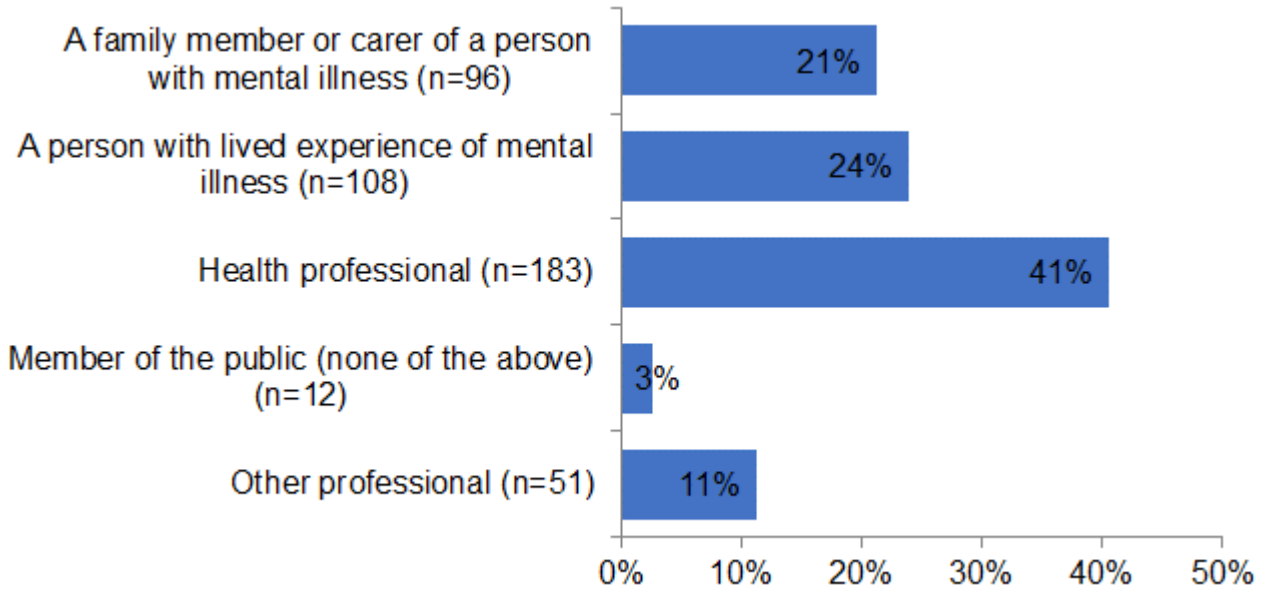 A family member or carer of a person
with mental illness (n=96)
21%
A person with lived experience of mental
illness (n=108)
24%
Health professional (n=183)
41%
Member of the public (none of the above)
(n=12)
3%
Other professional (n=51)
11%
0% 10% 20% 30% 40% 50%